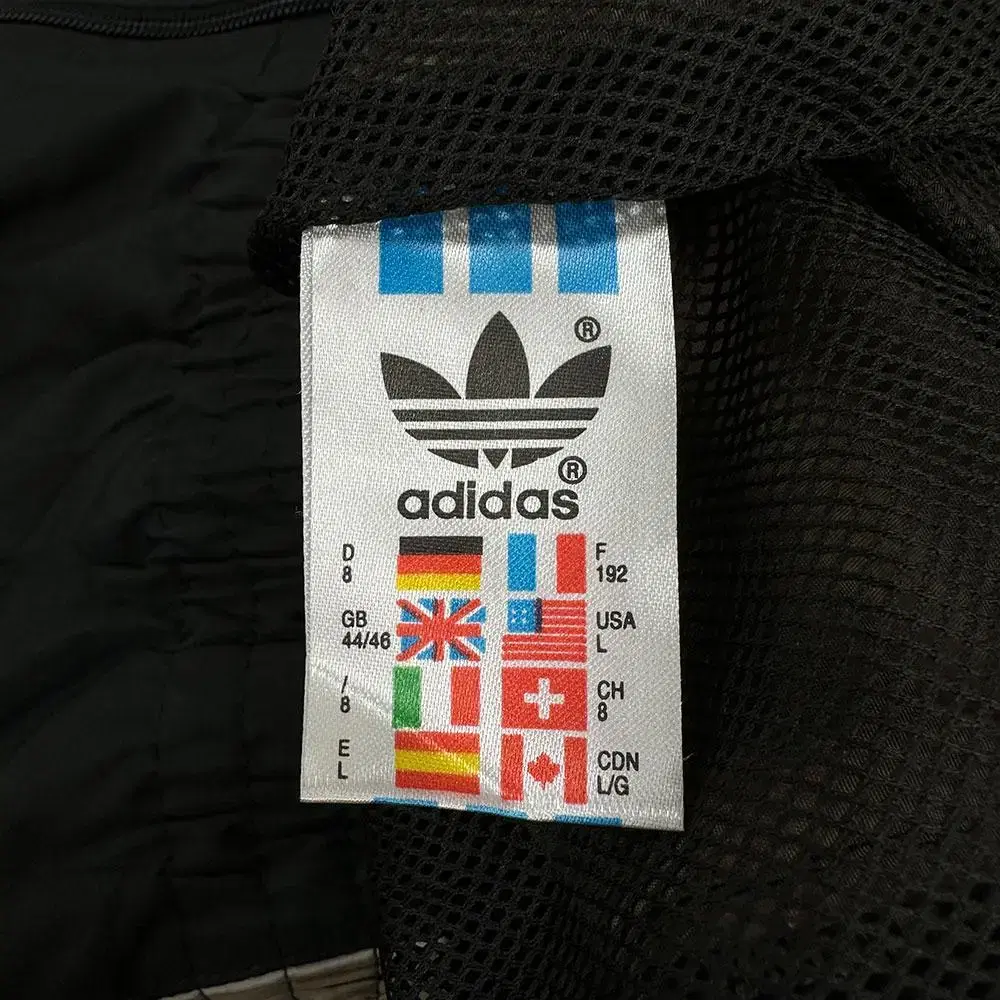 ®
®
adidas
D
8
F
192
GB
44/46
USA
L
/
8
CH
8
E
L
CDN
L/G